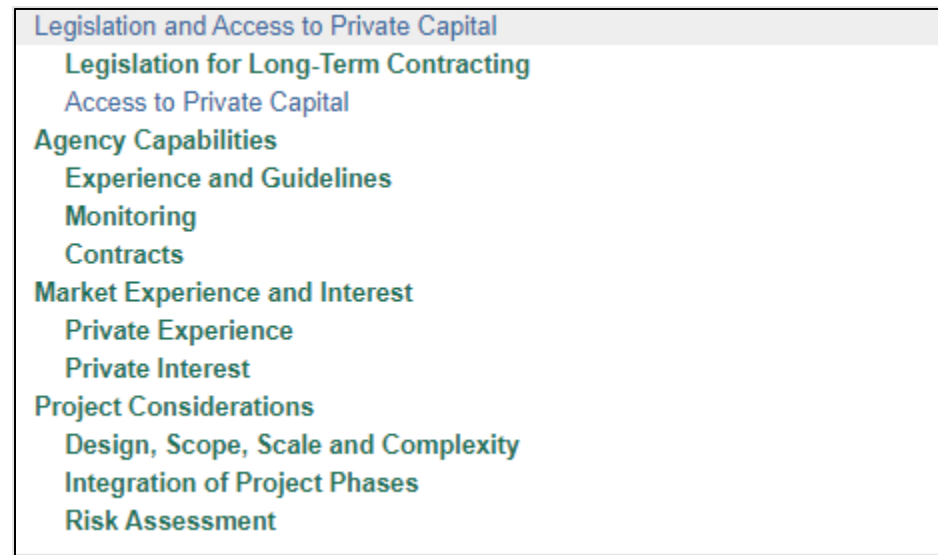 Legislation and Access to Private Capital
Legislation for Long-Term Contracting
Access to Private Capital
Agency Capabilities
Experience and Guidelines
Monitoring
Contracts
Market Experience and Interest
Private Experience
Private Interest
Project Considerations
Design, Scope, Scale and Complexity
Integration of Project Phases
Risk Assessment